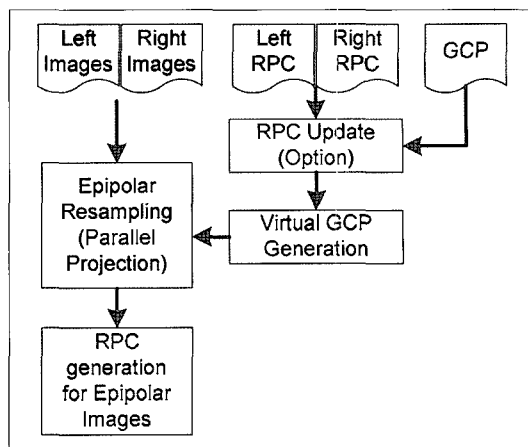 Left Images
Right Images
Left RPC
Right RPC
GCP
RPC Update
(Option)
Epipolar
Resampling
(Parallel
Projection)
Virtual GCP
Generation
RPC
generation
for Epipolar
Images